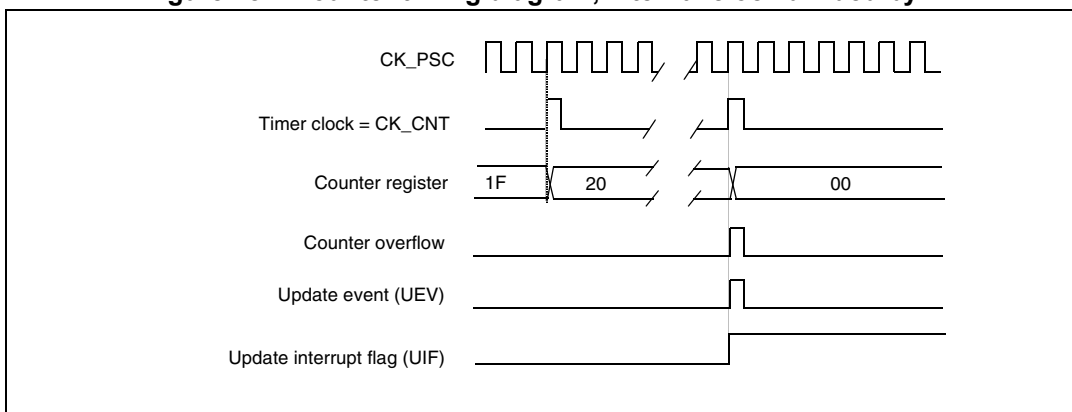 CK_PSC
Timer clock = CK_CNT
Counter register
1F
20
00
Counter overflow
Update event (UEV)
Update interrupt flag (UIF)